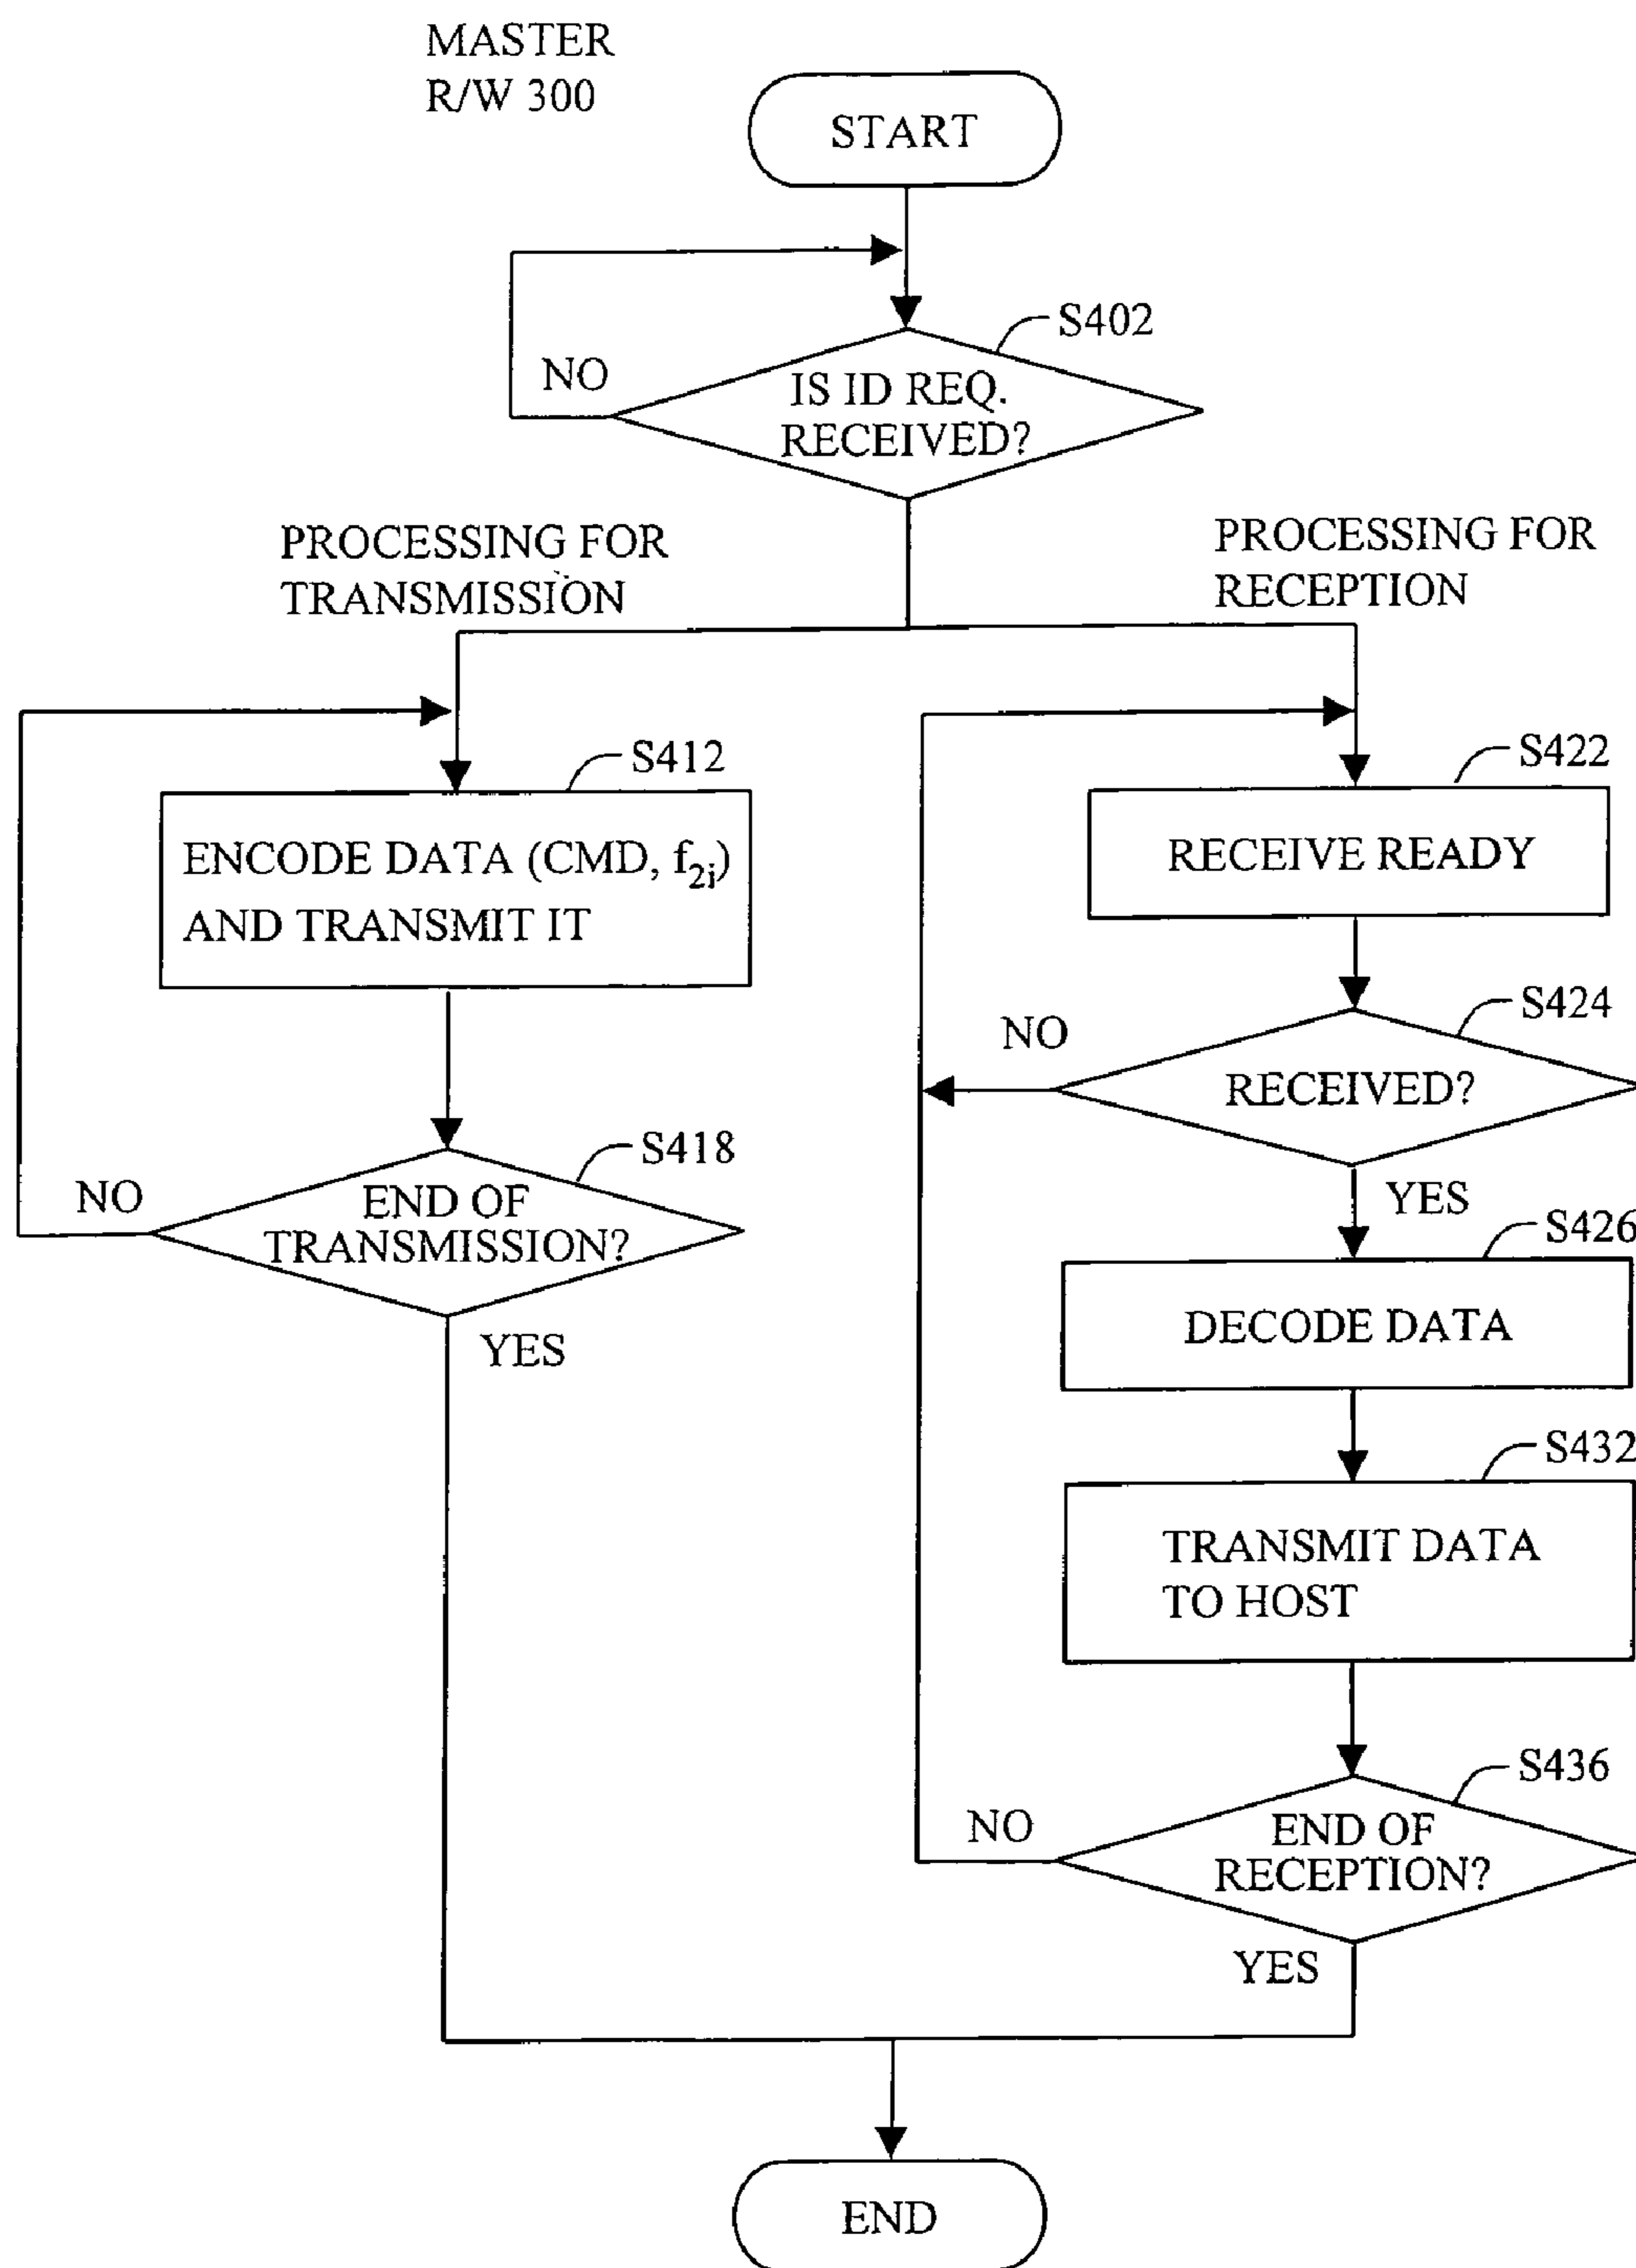 MASTER
R/W 300
START
S402
NO
IS ID REQ.
RECEIVED?
PROCESSING FOR
TRANSMISSION
PROCESSING FOR
RECEPTION
S412
ENCODE DATA (CMD, f2i)
AND TRANSMIT IT
S418
NO
END OF
TRANSMISSION?
YES
S422
RECEIVE READY
S424
NO
RECEIVED?
YES
S426
DECODE DATA
S432
TRANSMIT DATA
TO HOST
S436
NO
END OF
RECEPTION?
YES
END